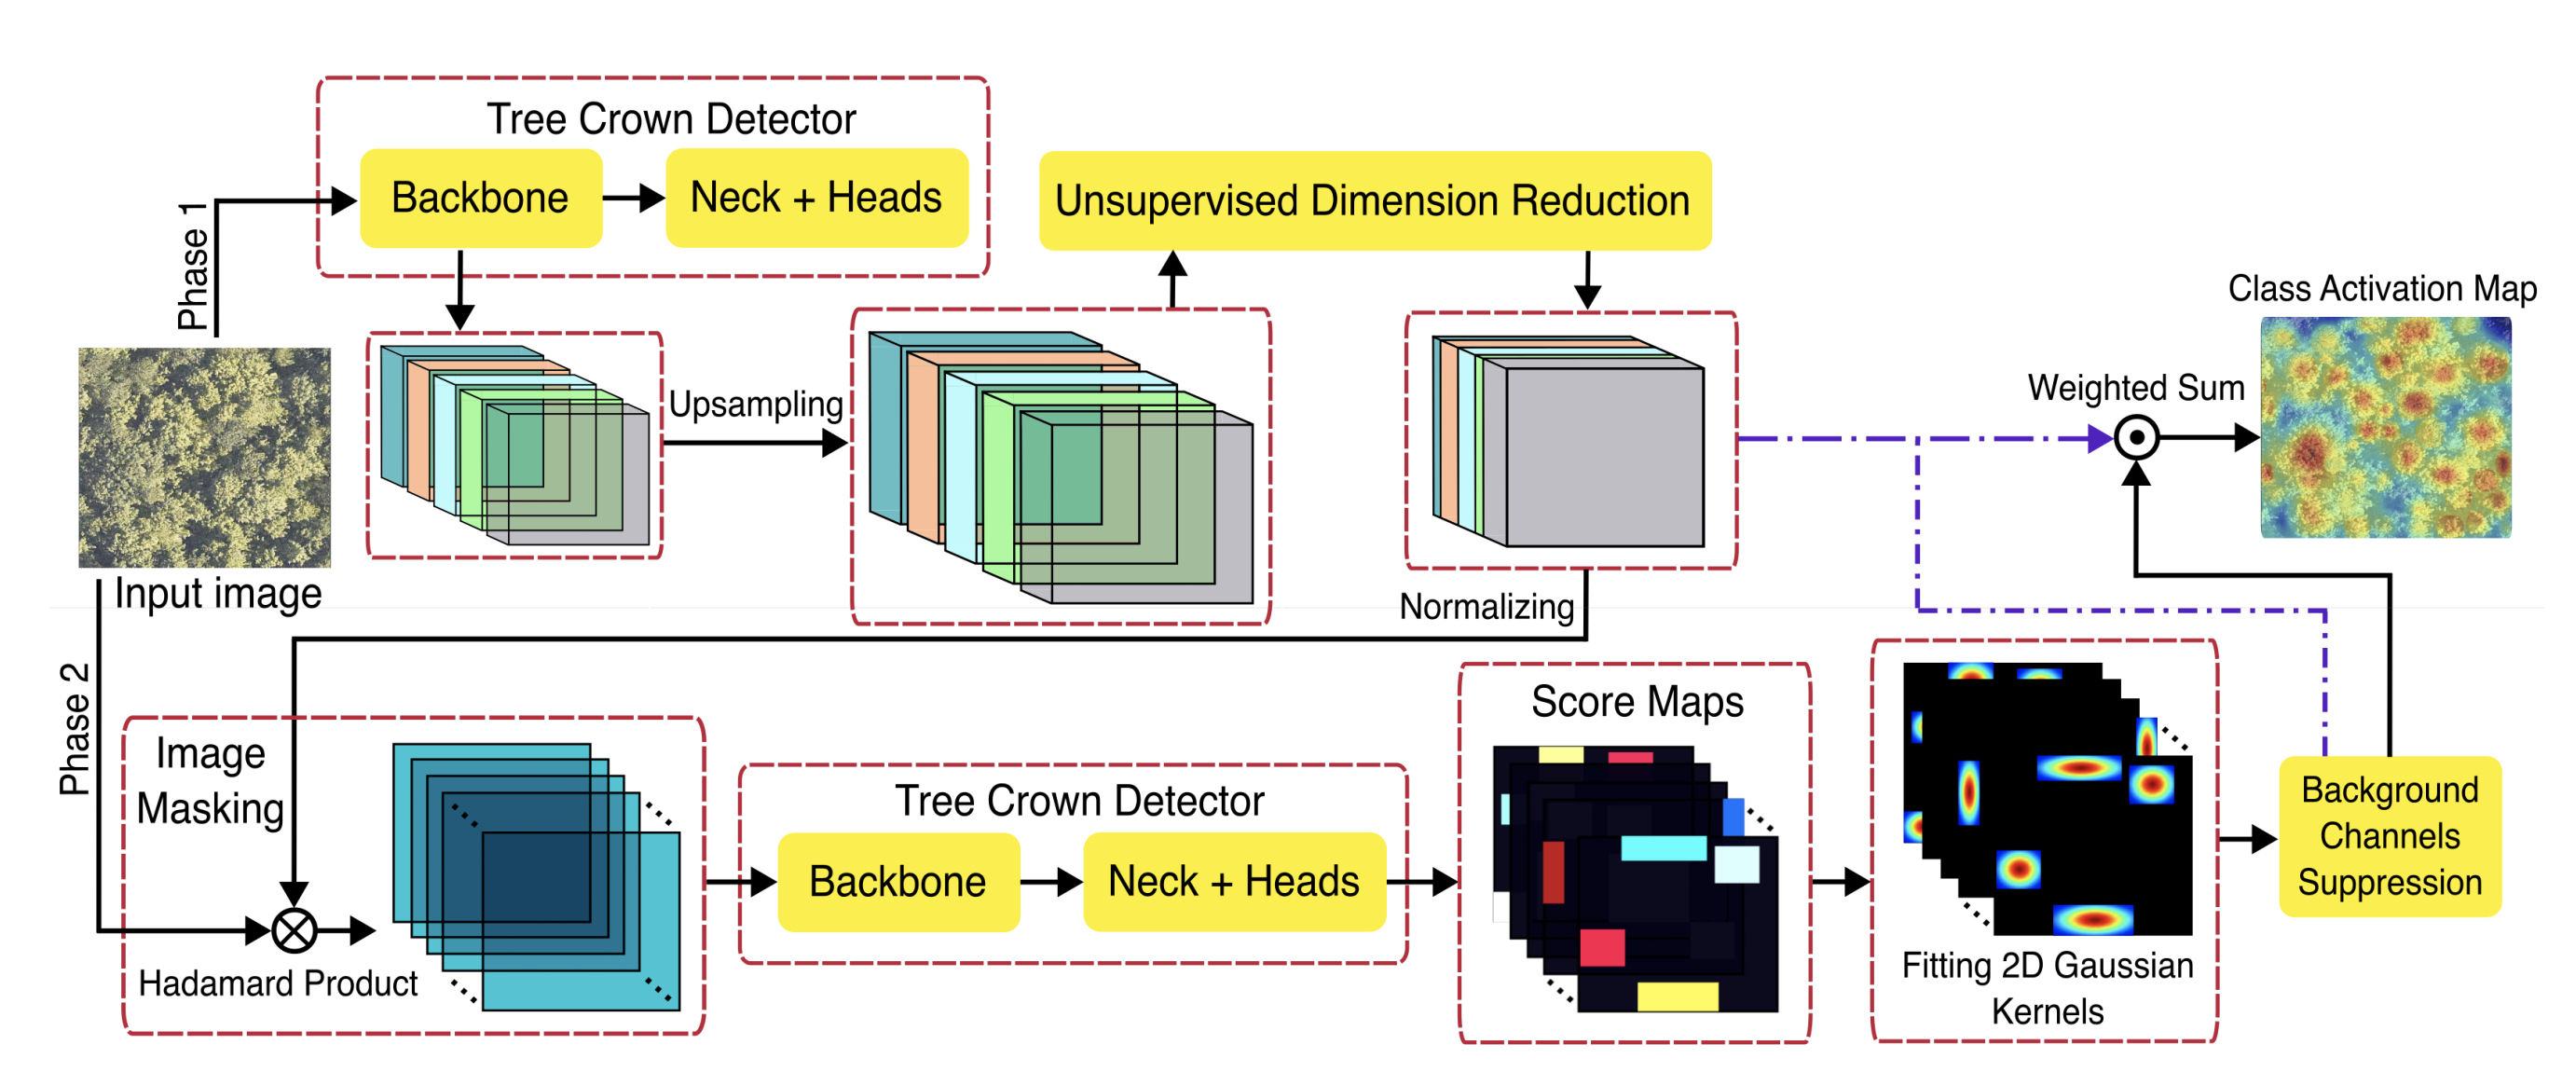 Tree Crown Detector
Backbone
Neck + Heads
Unsupervised Dimension Reduction
Phase 1
Class Activation Map
Upsampling
Weighted Sum
Input image
Normalizing
Phase 2
Image
Masking
Hadamard Product
Tree Crown Detector
Backbone
Neck + Heads
Score Maps
Fitting 2D Gaussian
Kernels
Background
Channels
Suppression